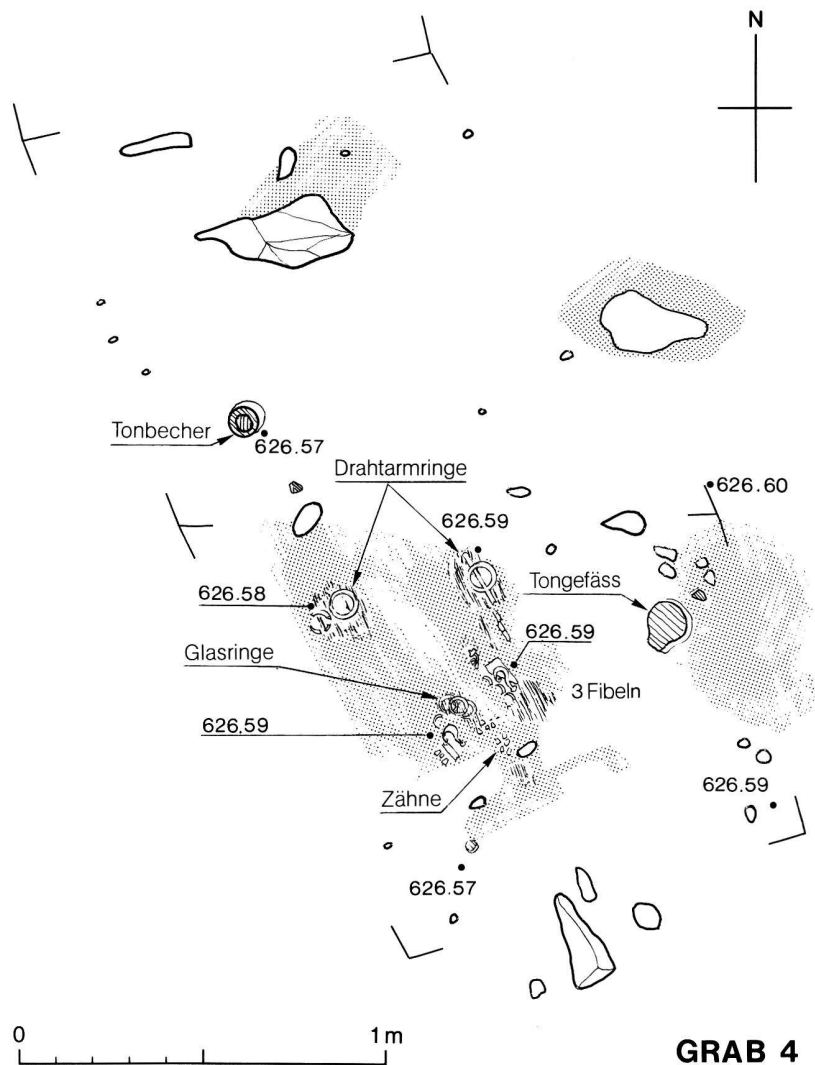 N
Tonbecher
626.57
Drahtarmringe
626.60
626.59
Tongefäss
626.58
626.59
Glasringe
3 Fibeln
626.59
Zähne
626.59
626.57
0
1 m
GRAB 4